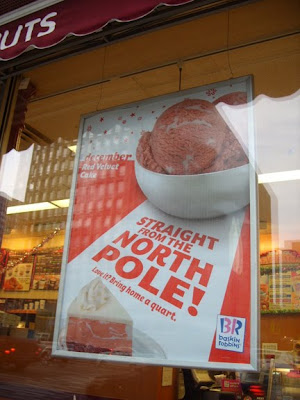 UTS
december
Red Velvet
Cake
STRAIGHT
FROM THE
NORTH
POLE!
Love it? Bring home a quart.
BR
baskin
robbins